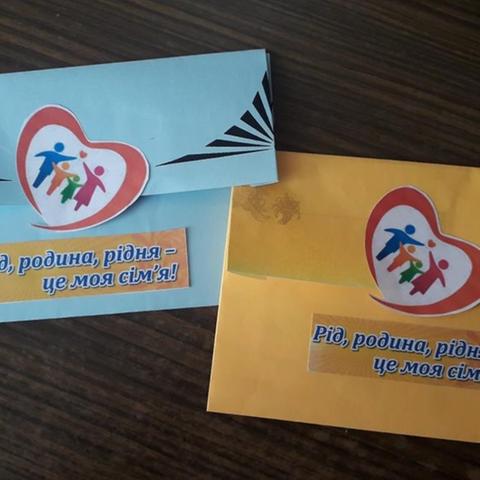 родина, рідня –
це моя сім'я!
Рід, родина,
це моя